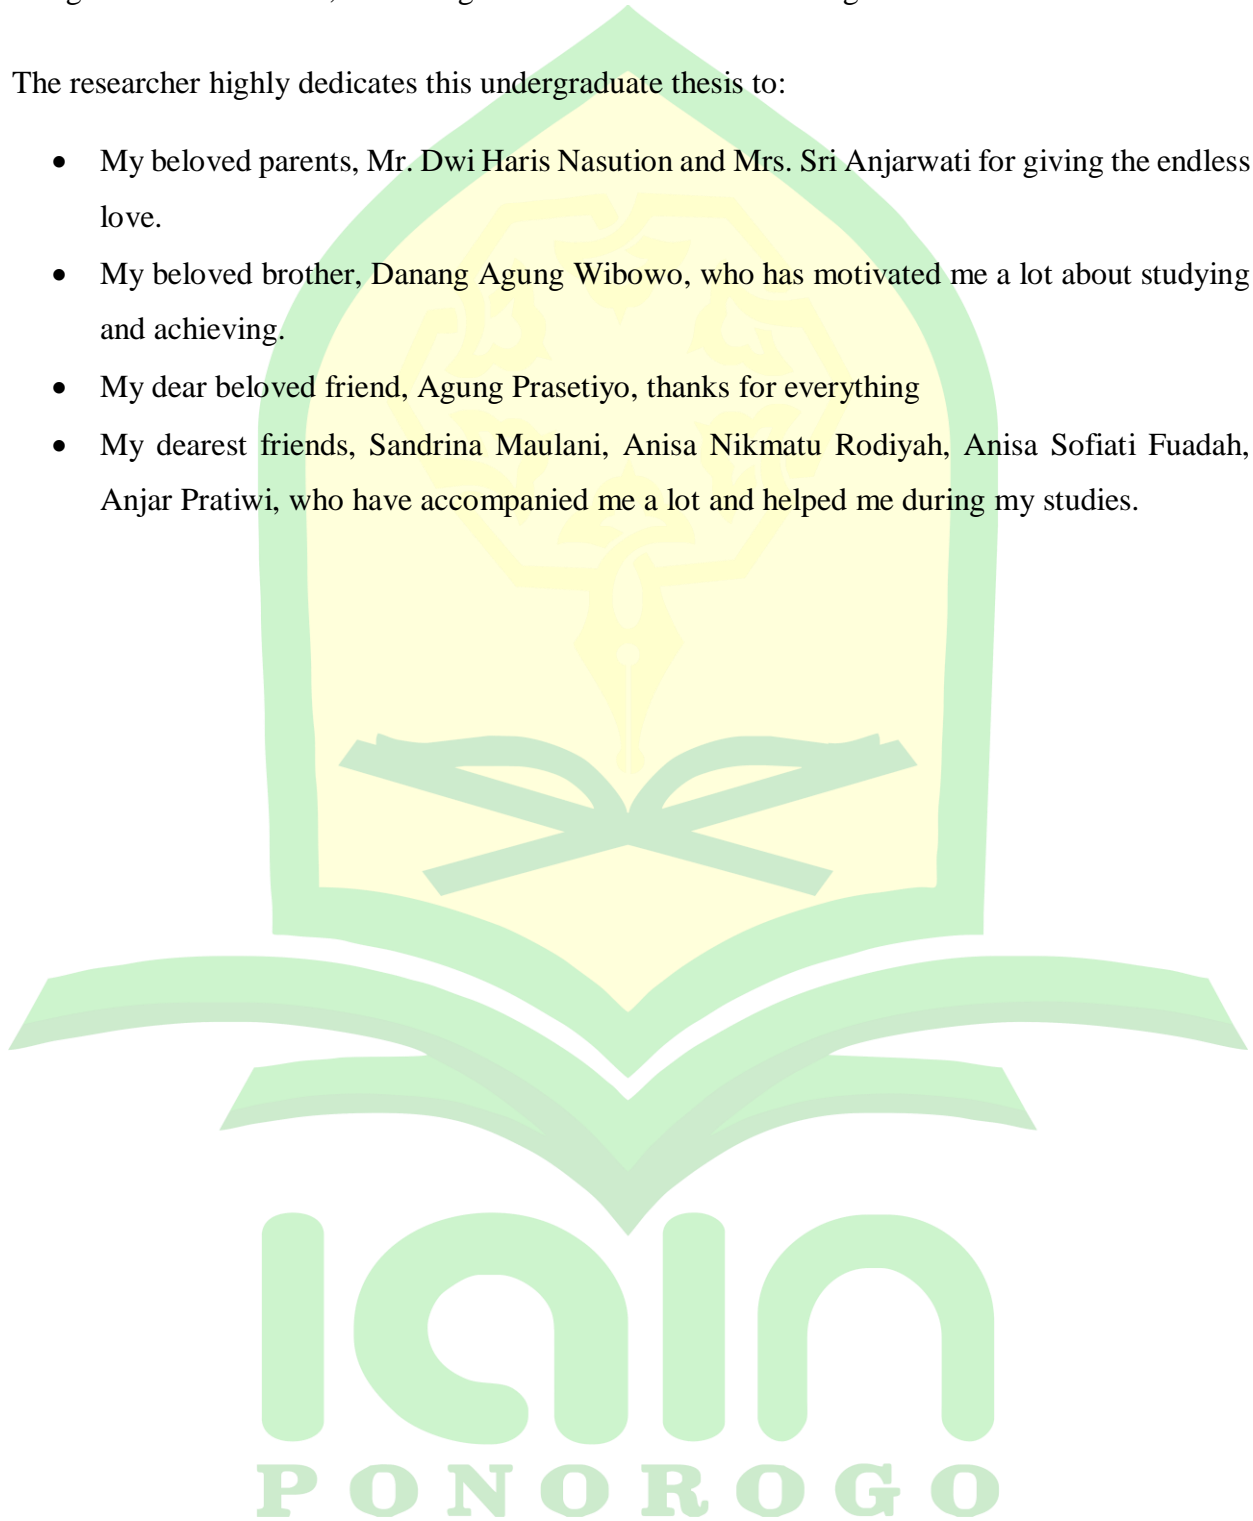 The researcher highly dedicates this undergraduate thesis to:
• My beloved parents, Mr. Dwi Haris Nasution and Mrs. Sri Anjarwati for giving the endless
love.
• My beloved brother, Danang Agung Wibowo, who has motivated me a lot about studying
and achieving.
• My dear beloved friend, Agung Prasetiyo, thanks for everything
• My dearest friends, Sandrina Maulani, Anisa Nikmatu Rodiyah, Anisa Sofiati Fuadah,
Anjar Pratiwi, who have accompanied me a lot and helped me during my studies.
IAIN
PONOROGO